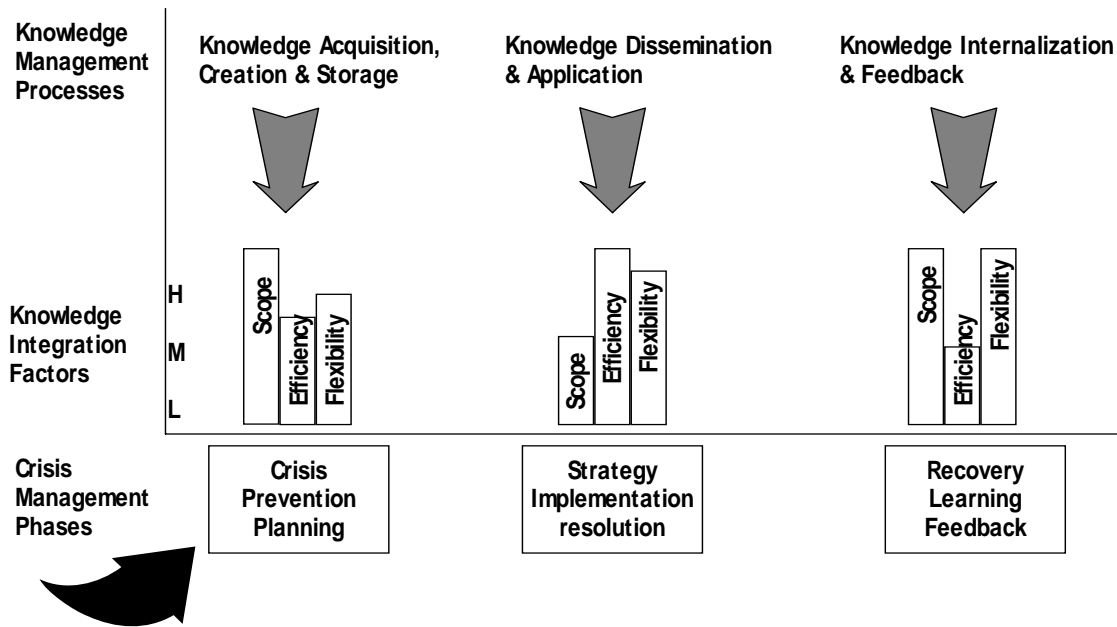 Knowledge
Management
Processes
Knowledge Acquisition,
Creation & Storage
Knowledge Dissemination
& Application
Knowledge Internalization
& Feedback
Knowledge
Integration
Factors
H
M
L
Scope
Efficiency
Flexibility
Scope
Efficiency
Flexibility
Scope
Efficiency
Flexibility
Crisis
Management
Phases
Crisis
Prevention
Planning
Strategy
Implementation
resolution
Recovery
Learning
Feedback